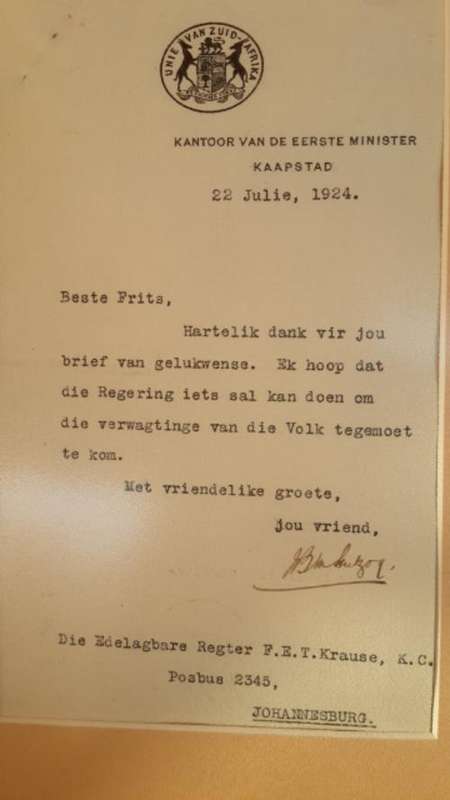 UNIE VAN ZUID-AFRIKA
KANTOOR VAN DE EERSTE MINISTER
KAAPSTAD
22 Julie, 1924.
Beste Frits,
Hartelik dank vir jou
brief van gelukwense. Ek hoop dat
die Regering iets sal kan doen om
die verwagtinge van die Volk tegemoet
te kom.
Met vriendelike groete,
jou vriend,
Die Edelagbare Regter F.E.T.Krause, K.C.
Posbus 2345,
JOHANNESBURG.